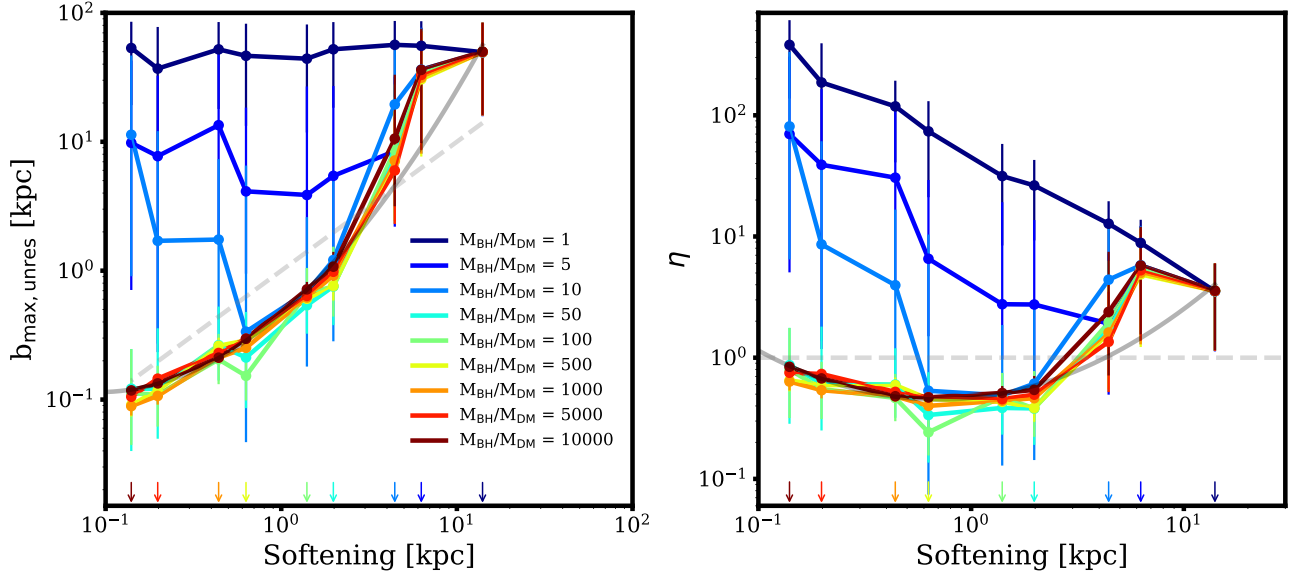 10²
10¹
10⁰
10⁻¹
b_max, unres [kpc]
M_BH/M_DM = 1
M_BH/M_DM = 5
M_BH/M_DM = 10
M_BH/M_DM = 50
M_BH/M_DM = 100
M_BH/M_DM = 500
M_BH/M_DM = 1000
M_BH/M_DM = 5000
M_BH/M_DM = 10000
10⁻¹ 10⁰ 10¹ 10²
Softening [kpc]
10²
10¹
10⁰
10⁻¹
η
10⁻¹ 10⁰ 10¹
Softening [kpc]